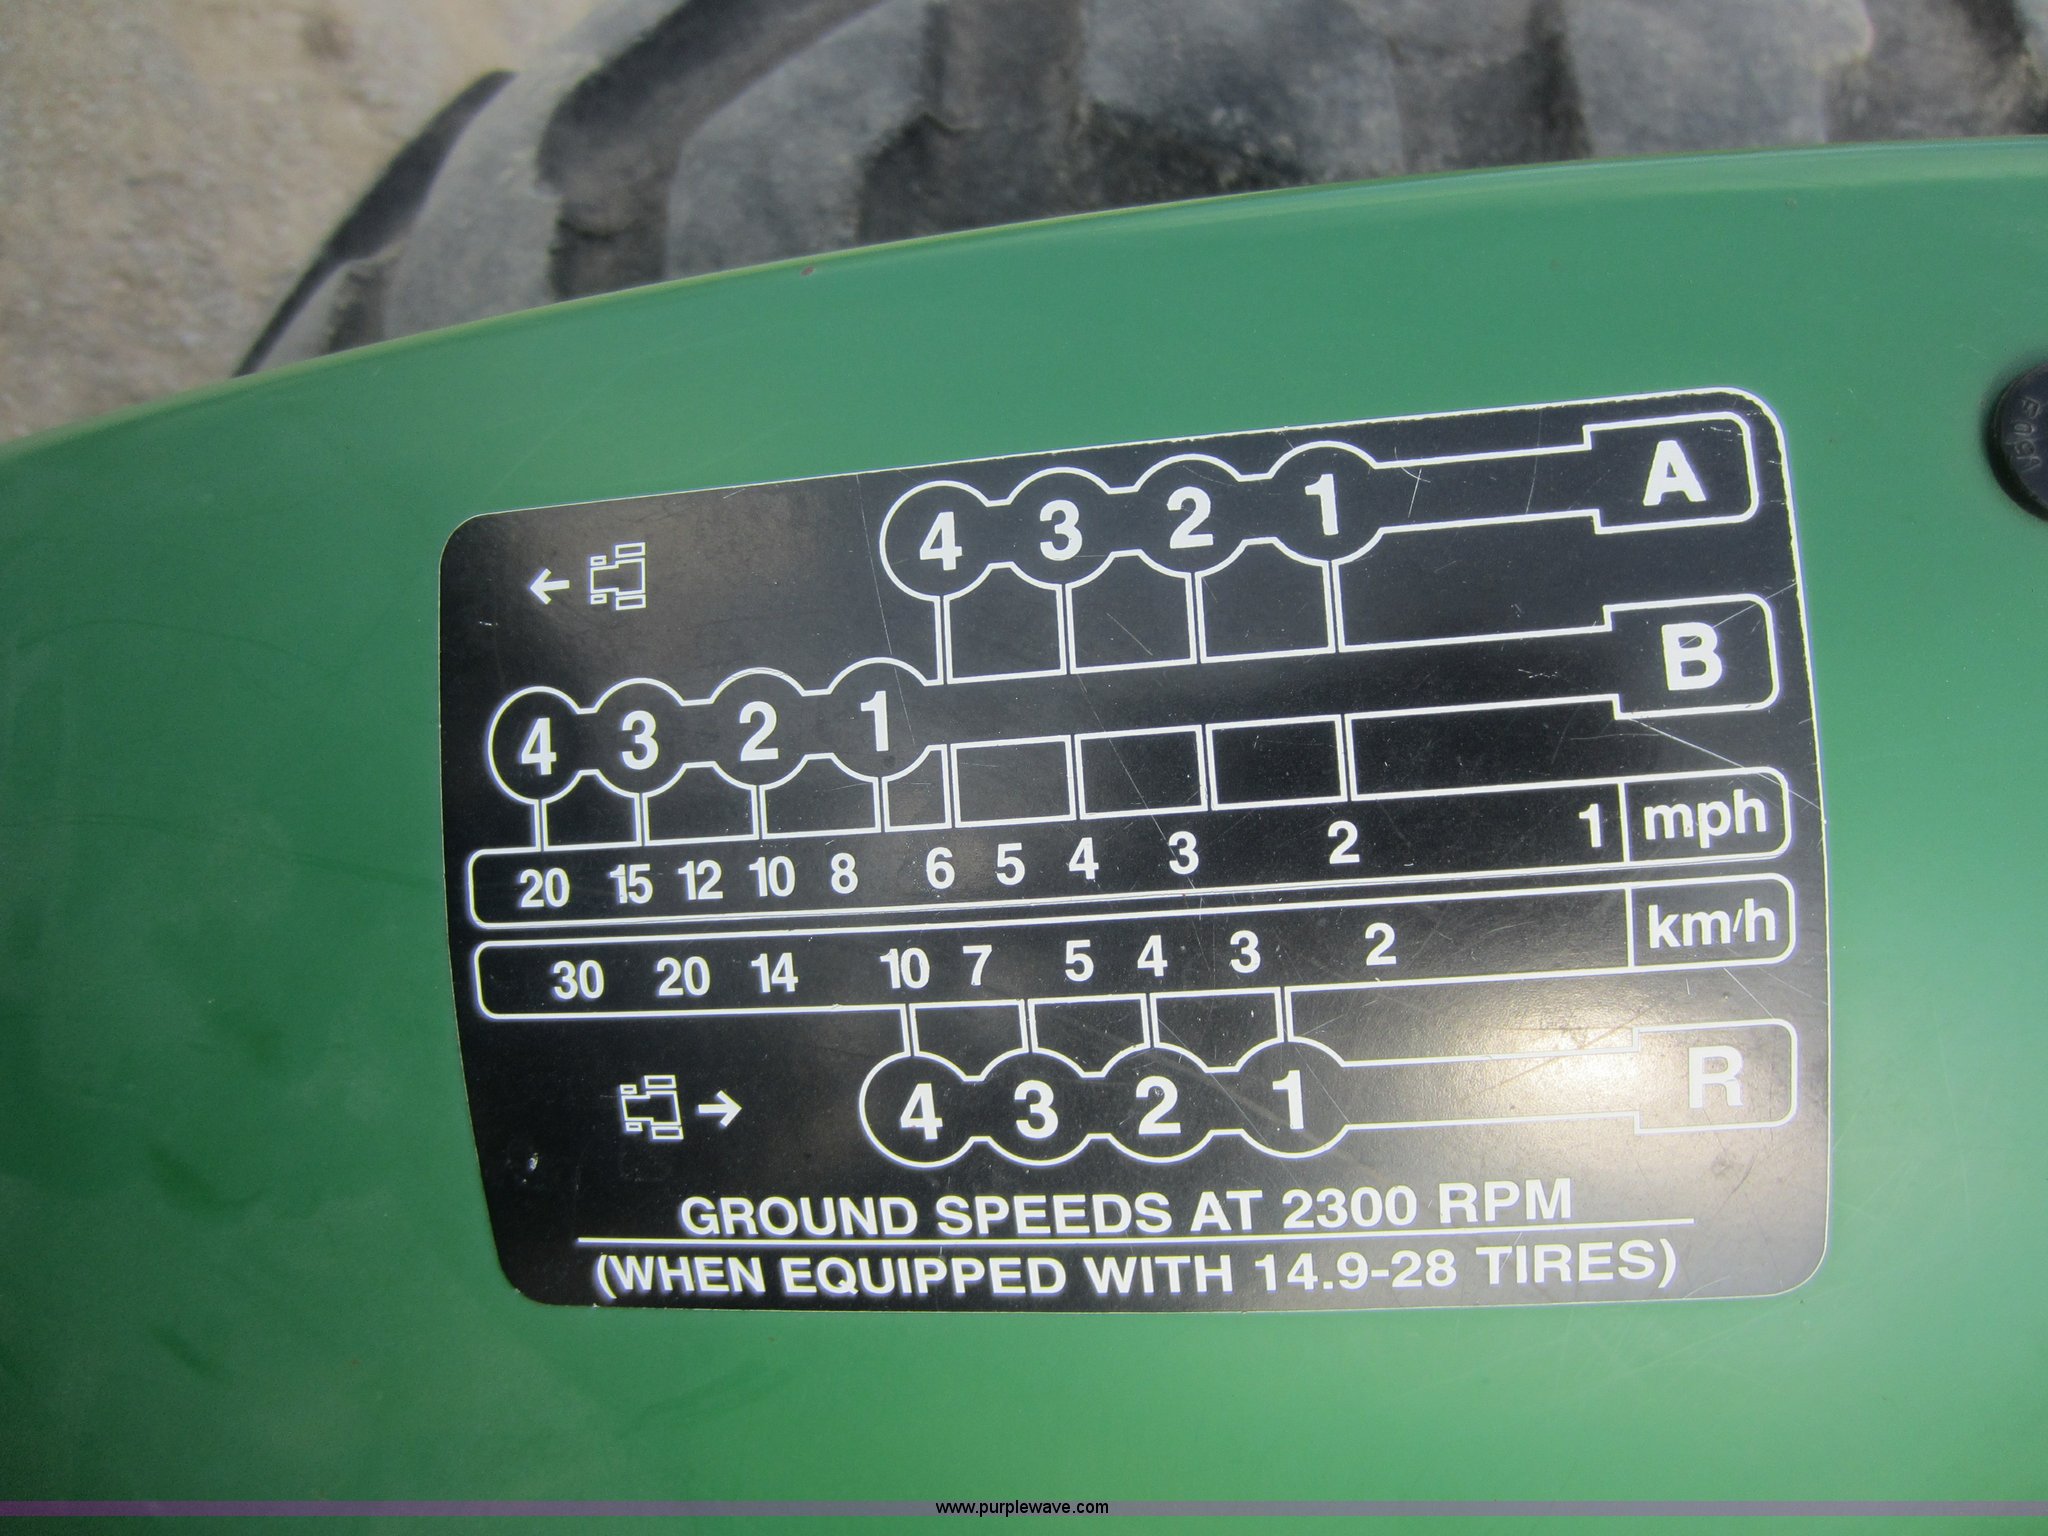 4 3 2 1 A
4 3 2 1 B
20 15 12 10 8 6 5 4 3 2 1 mph
30 20 14 10 7 5 4 3 2 km/h
4 3 2 1 R
GROUND SPEEDS AT 2300 RPM
(WHEN EQUIPPED WITH 14.9-28 TIRES)
www.purplewave.com